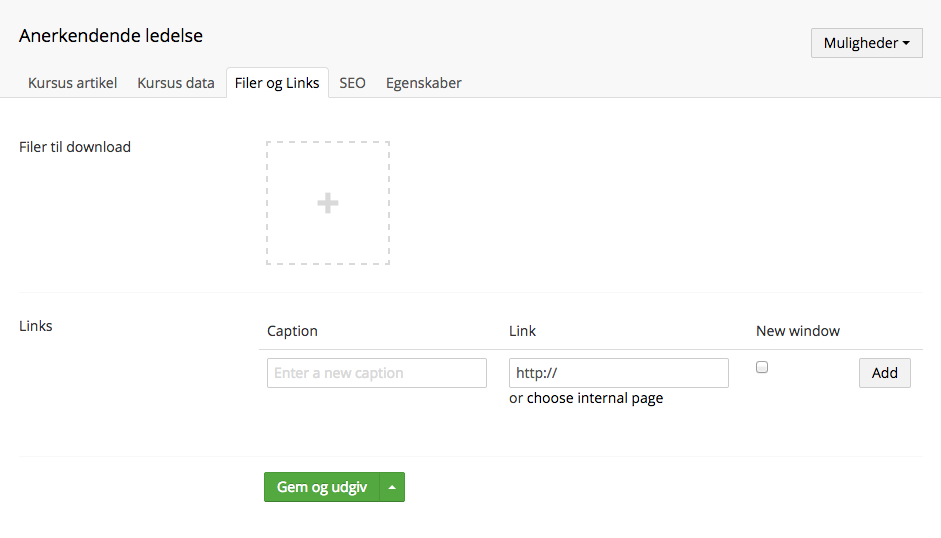 Anerkendende ledelse
Muligheder
Kursus artikel Kursus data Filer og Links SEO Egenskaber
Filer til download
Links
Caption Link New window
Enter a new caption http:// Add
or choose internal page
Gem og udgiv